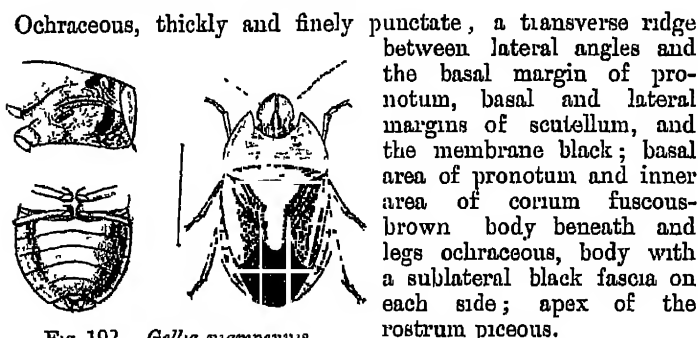 Ochraceous, thickly and finely punctate, a transverse ridge
between lateral angles and
the basal margin of pro-
notum, basal and lateral
margins of scutellum, and
the membrane black; basal
area of pronotum and inner
area of corium fuscous-
brown body beneath and
legs ochraceous, body with
a sublateral black fascia on
each side; apex of the
rostrum piceous.